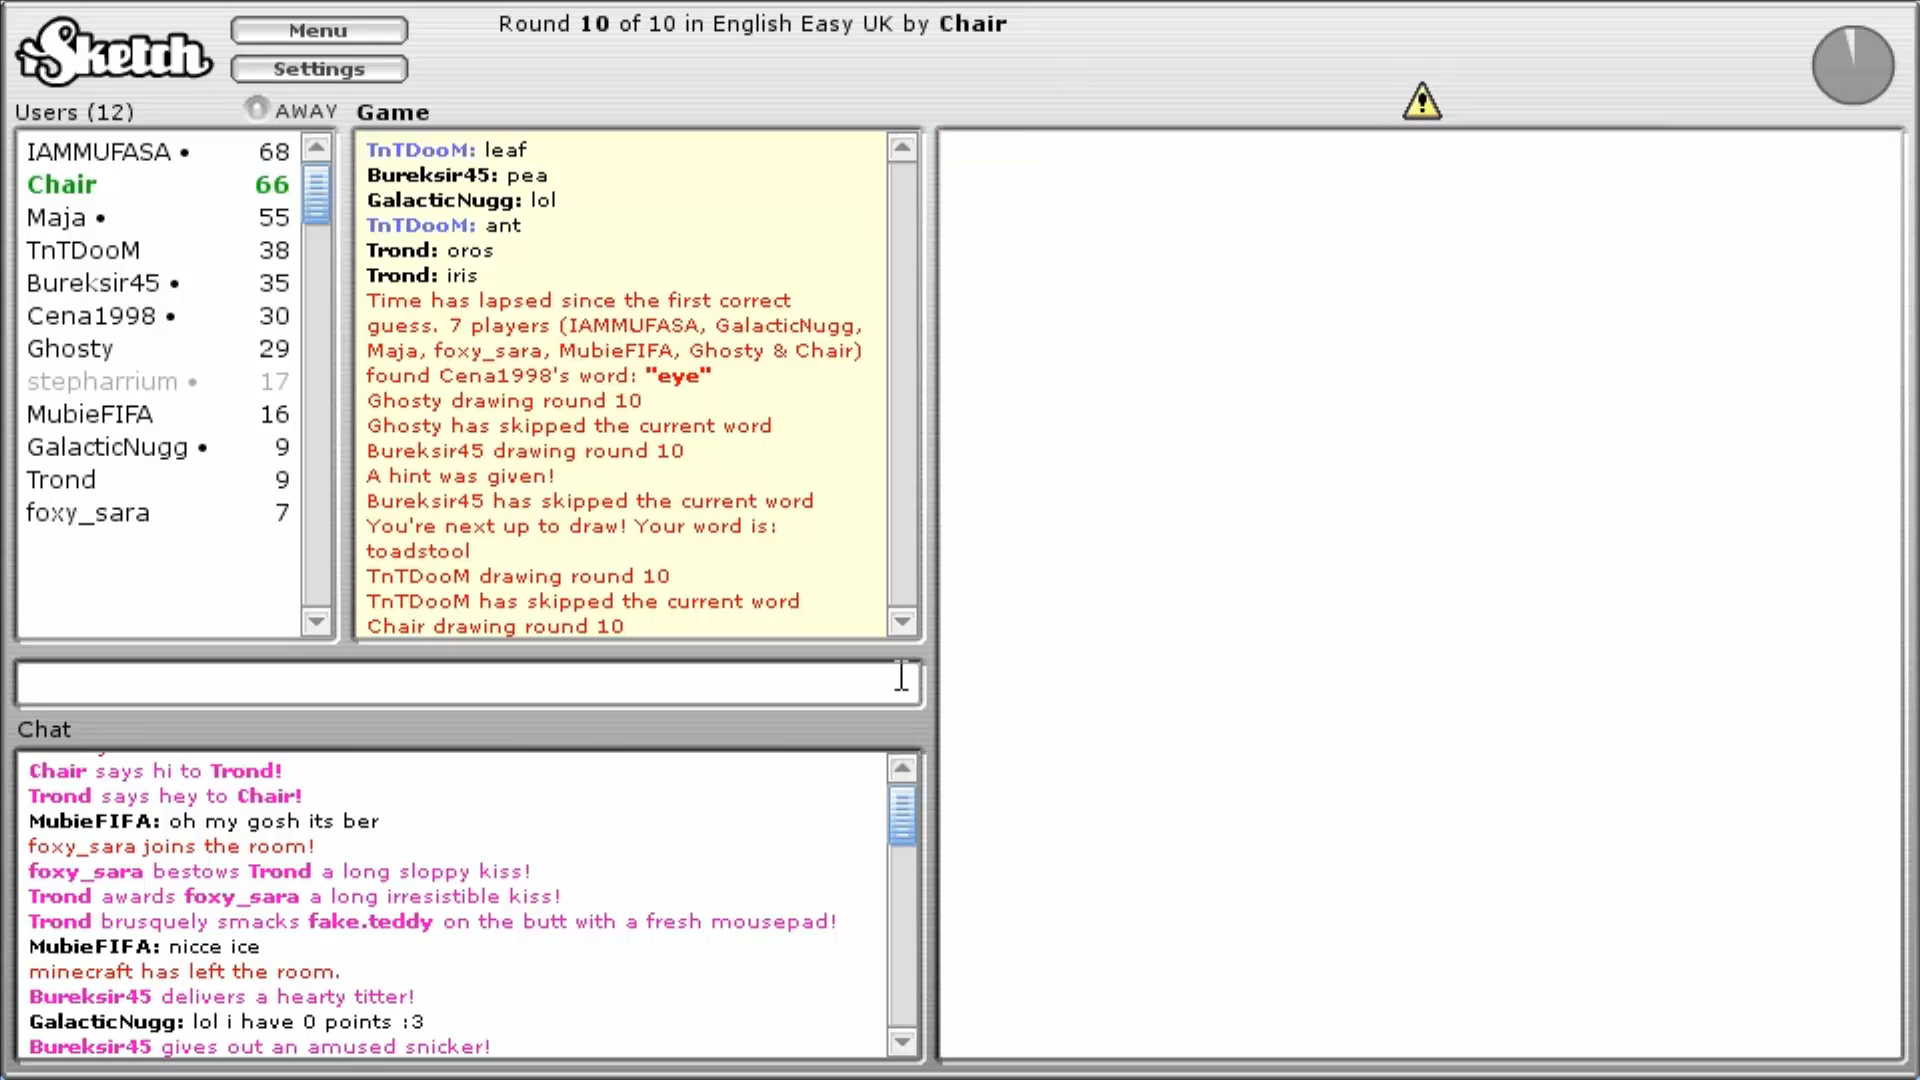 iSketch
Menu
Settings
Round 10 of 10 in English Easy UK by Chair
Users (12)
AWAY
Game
IAMMUFASA • 68
Chair 66
Maja • 55
TnTDooM 38
Bureksir45 • 35
Cena1998 • 30
Ghosty 29
stepharrium • 17
MubieFIFA 16
GalacticNugg • 9
Trond 9
foxy_sara 7
TnTDooM: leaf
Bureksir45: pea
GalacticNugg: lol
TnTDooM: ant
Trond: oros
Trond: iris
Time has lapsed since the first correct
guess. 7 players (IAMMUFASA, GalacticNugg,
Maja, foxy_sara, MubieFIFA, Ghosty & Chair)
found Cena1998's word: "eye"
Ghosty drawing round 10
Ghosty has skipped the current word
Bureksir45 drawing round 10
A hint was given!
Bureksir45 has skipped the current word
You're next up to draw! Your word is:
toadstool
TnTDooM drawing round 10
TnTDooM has skipped the current word
Chair drawing round 10
Chat
Chair says hi to Trond!
Trond says hey to Chair!
MubieFIFA: oh my gosh its ber
foxy_sara joins the room!
foxy_sara bestows Trond a long sloppy kiss!
Trond awards foxy_sara a long irresistible kiss!
Trond brusquely smacks fake.teddy on the butt with a fresh mousepad!
MubieFIFA: nicce ice
minecraft has left the room.
Bureksir45 delivers a hearty titter!
GalacticNugg: lol i have 0 points :3
Bureksir45 gives out an amused snicker!